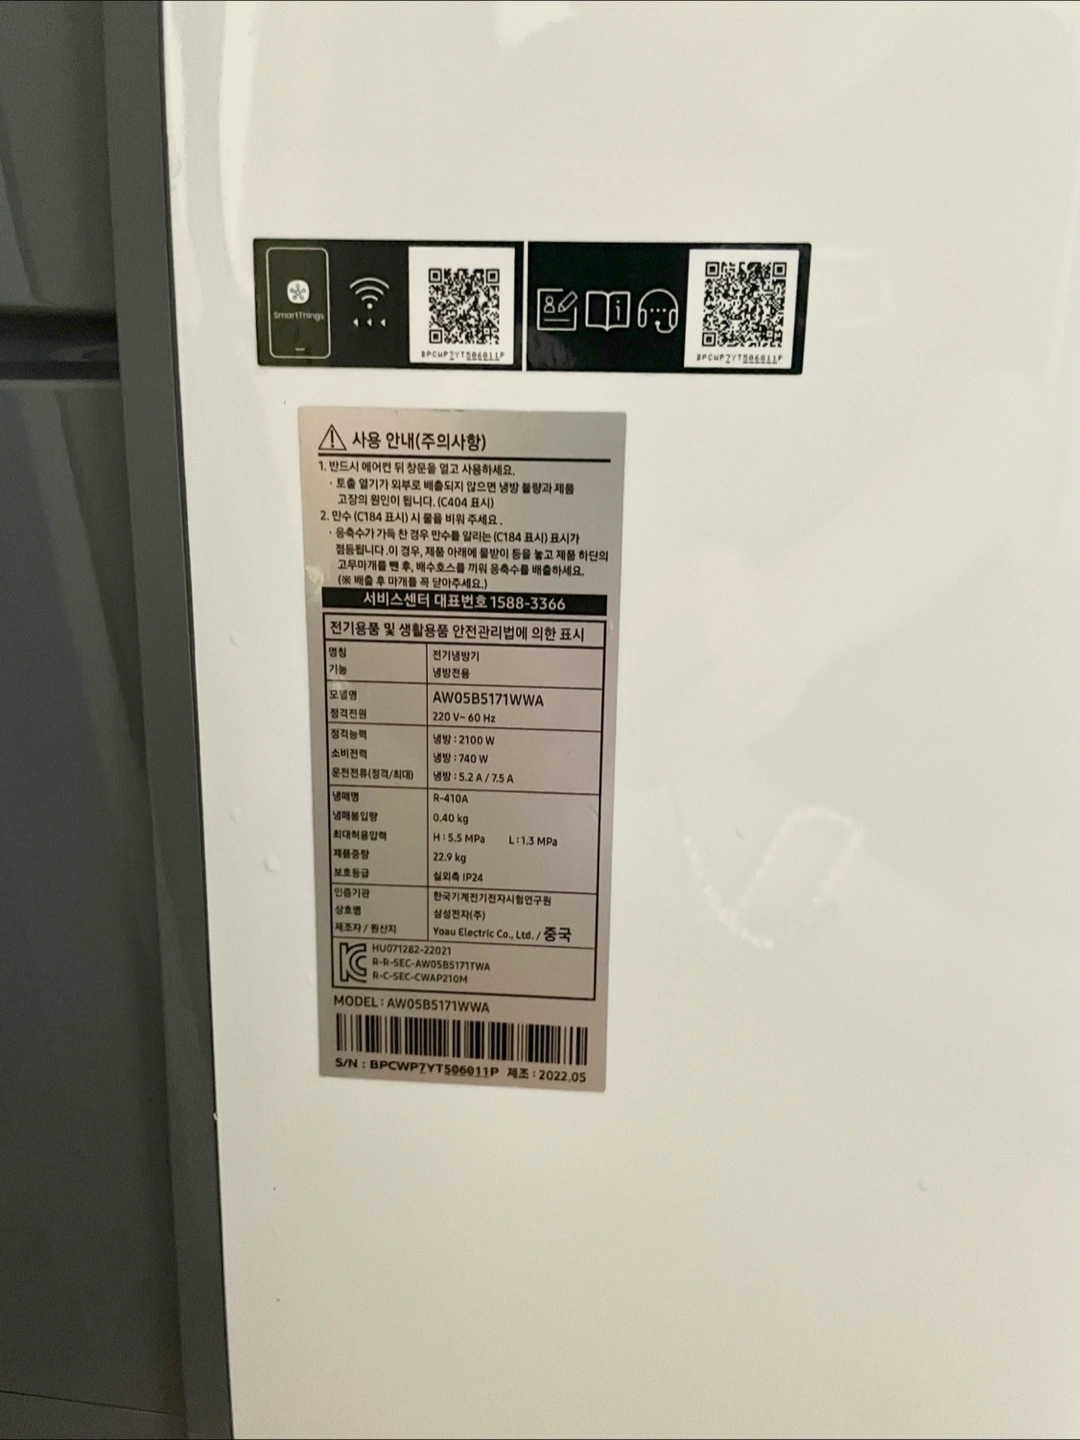 SmartThings
BPCWPZYT506011P
BPCWPZYT506011P
사용 안내(주의사항)
1. 반드시 에어컨 뒤 창문을 열고 사용하세요.
· 토출 열기가 외부로 배출되지 않으면 냉방 불량과 제품
고장의 원인이 됩니다. (C404 표시)
2. 만수 (C184 표시) 시 물을 비워 주세요.
· 응축수가 가득 찬 경우 만수를 알리는 (C184 표시) 표시가
점등됩니다. 이 경우, 제품 아래에 물받이 등을 놓고 제품 하단의
고무마개를 뺀 후, 배수호스를 끼워 응축수를 배출하세요.
(※ 배출 후 마개를 꼭 닫아주세요.)
서비스센터 대표번호 1588-3366
전기용품 및 생활용품 안전관리법에 의한 표시
명칭 전기냉방기
기능 냉방전용
모델명 AW05B5171WWA
정격전원 220 V~ 60 Hz
정격능력 냉방 : 2100 W
소비전력 냉방 : 740 W
운전전류(정격/최대) 냉방 : 5.2 A / 7.5 A
냉매명 R-410A
냉매봉입량 0.40 kg
최대허용압력 H : 5.5 MPa L : 1.3 MPa
제품중량 22.9 kg
보호등급 실외측 IP24
인증기관 한국기계전기전자시험연구원
상호명 삼성전자(주)
제조자 / 원산지 Yoau Electric Co., Ltd. / 중국
HU071282-22021
R-R-SEC-AW05B5171TWA
R-C-SEC-CWAP210M
MODEL : AW05B5171WWA
S/N : BPCWPZYT506011P 제조 : 2022.05